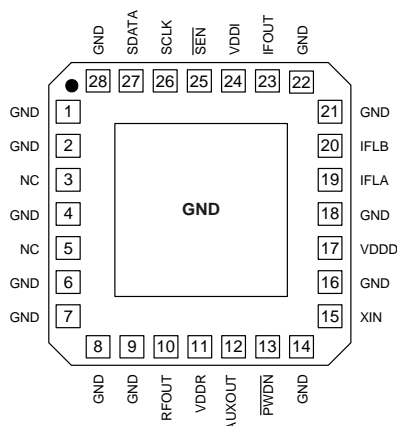 GND SDATA SCLK SEN VDDI IFOUT GND
28 27 26 25 24 23 22
GND 1
GND 2
NC 3
GND 4
NC 5
GND 6
GND 7
GND
21 GND
20 IFLB
19 IFLA
18 GND
17 VDDD
16 GND
15 XIN
8 9 10 11 12 13 14
GND GND RFOUT VDDR AUXOUT PWDN GND